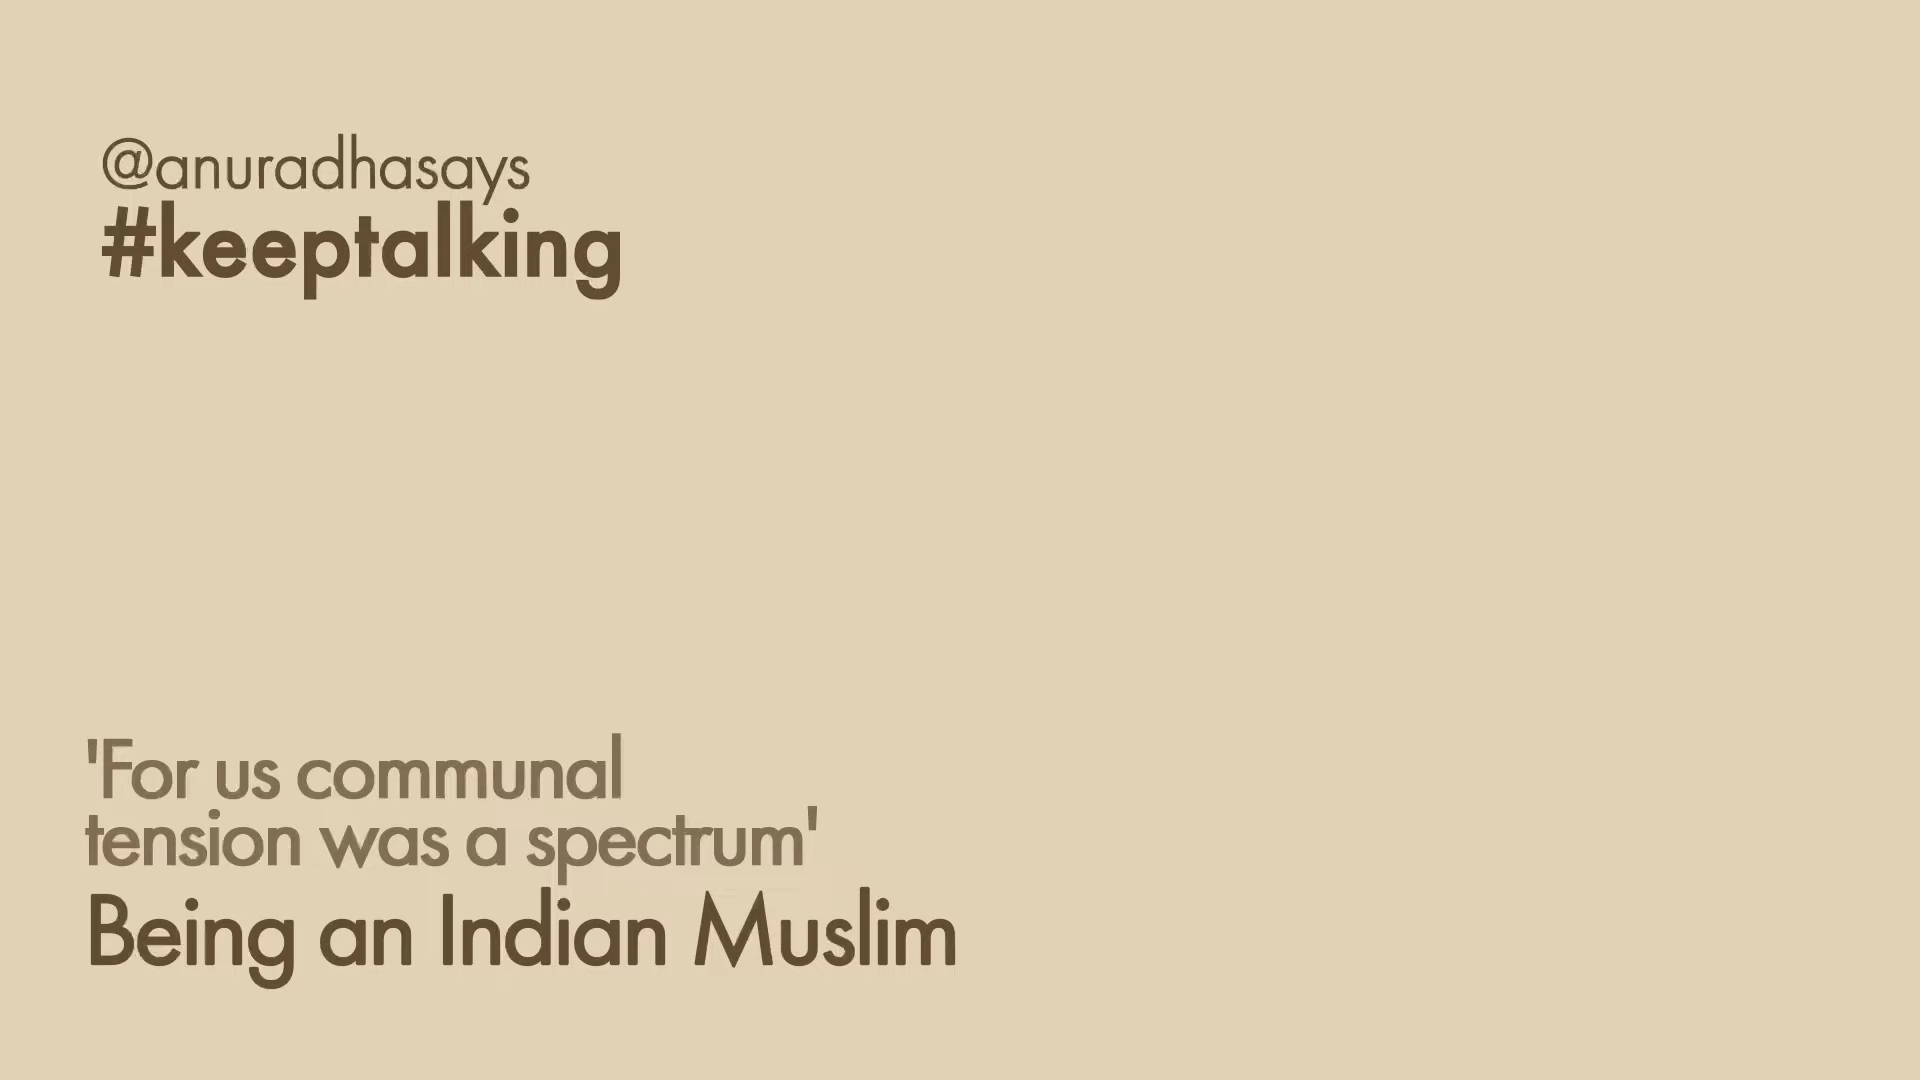 @anuradhasays
#keeptalking
'For us communal
tension was a spectrum'
Being an Indian Muslim